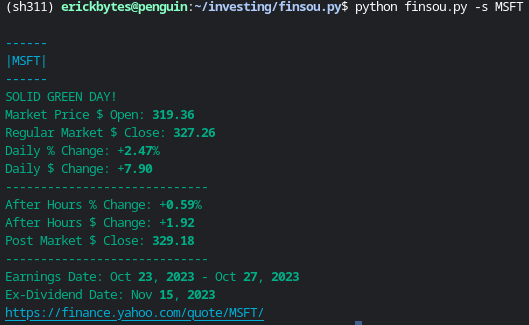 (sh311) erickbytes@penguin:~/investing/finsou.py$ python finsou.py -s MSFT
------
|MSFT|
------
SOLID GREEN DAY!
Market Price $ Open: 319.36
Regular Market $ Close: 327.26
Daily % Change: +2.47%
Daily $ Change: +7.90
-----------------------------
After Hours % Change: +0.59%
After Hours $ Change: +1.92
Post Market $ Close: 329.18
-----------------------------
Earnings Date: Oct 23, 2023 - Oct 27, 2023
Ex-Dividend Date: Nov 15, 2023
https://finance.yahoo.com/quote/MSFT/